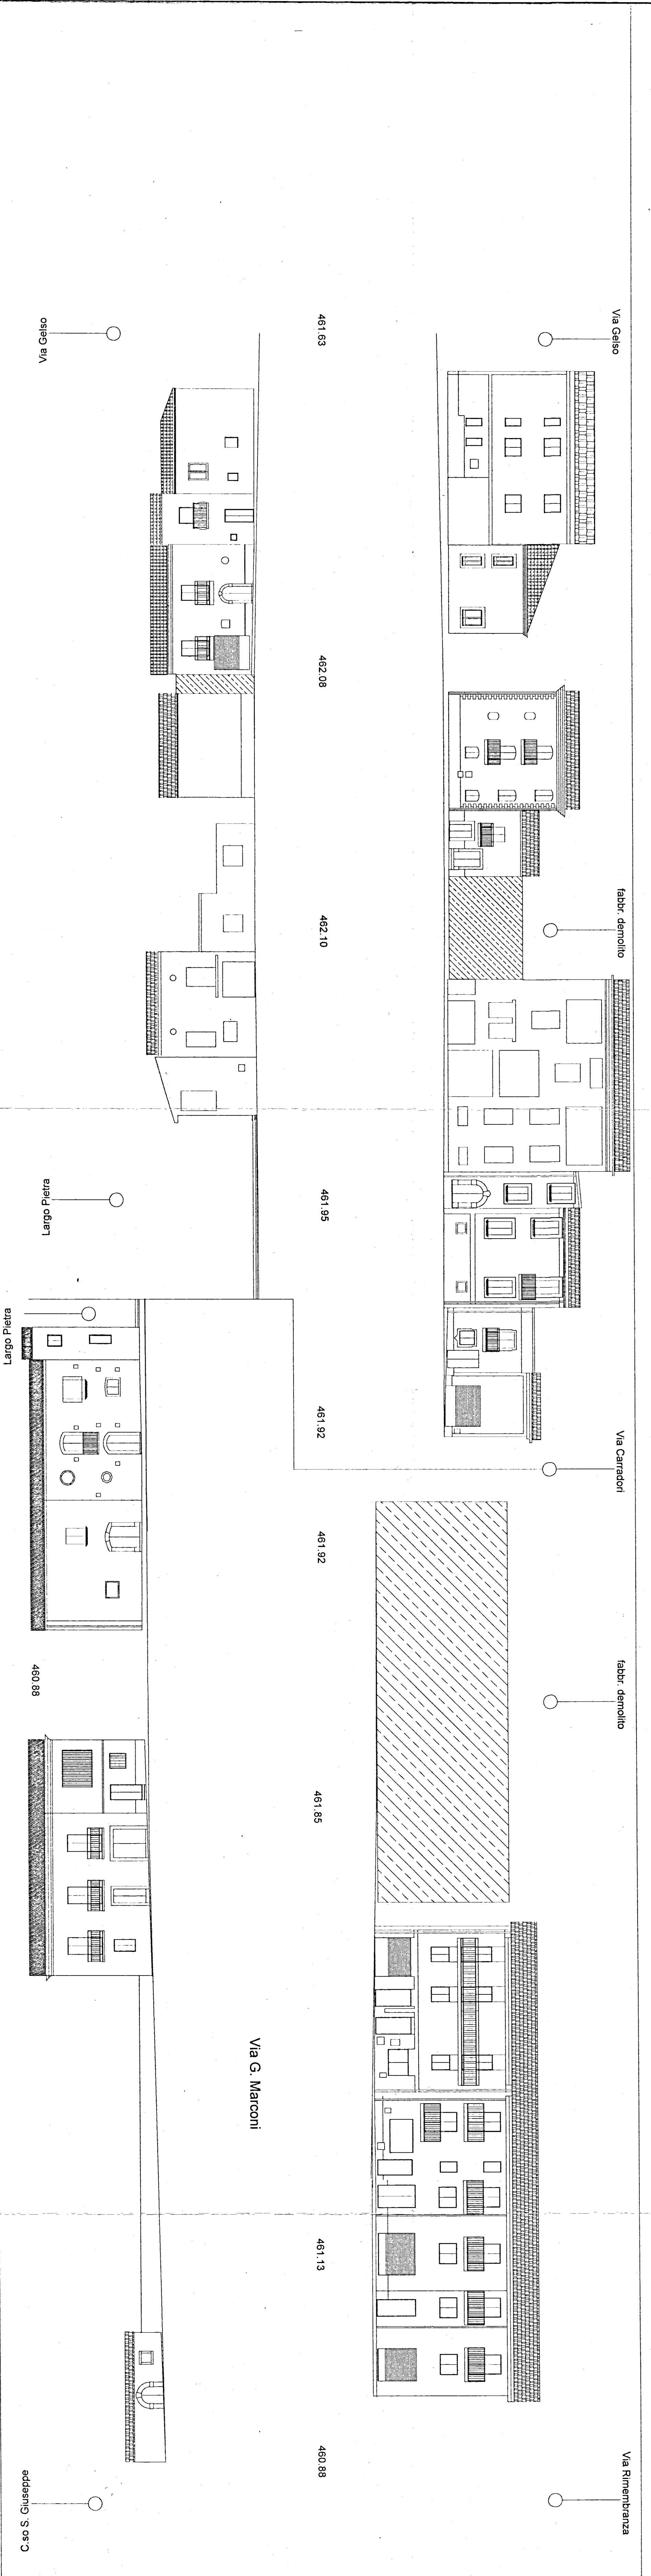 Via Gelso
fabbr. demolito
Via Carradori
fabbr. demolito
Via Rimembranza
461.63
462.08
462.10
461.95
461.92
461.92
461.85
461.13
460.88
Via G. Marconi
Via Gelso
Largo Pietra
Largo Pietra
460.88
C.so S. Giuseppe